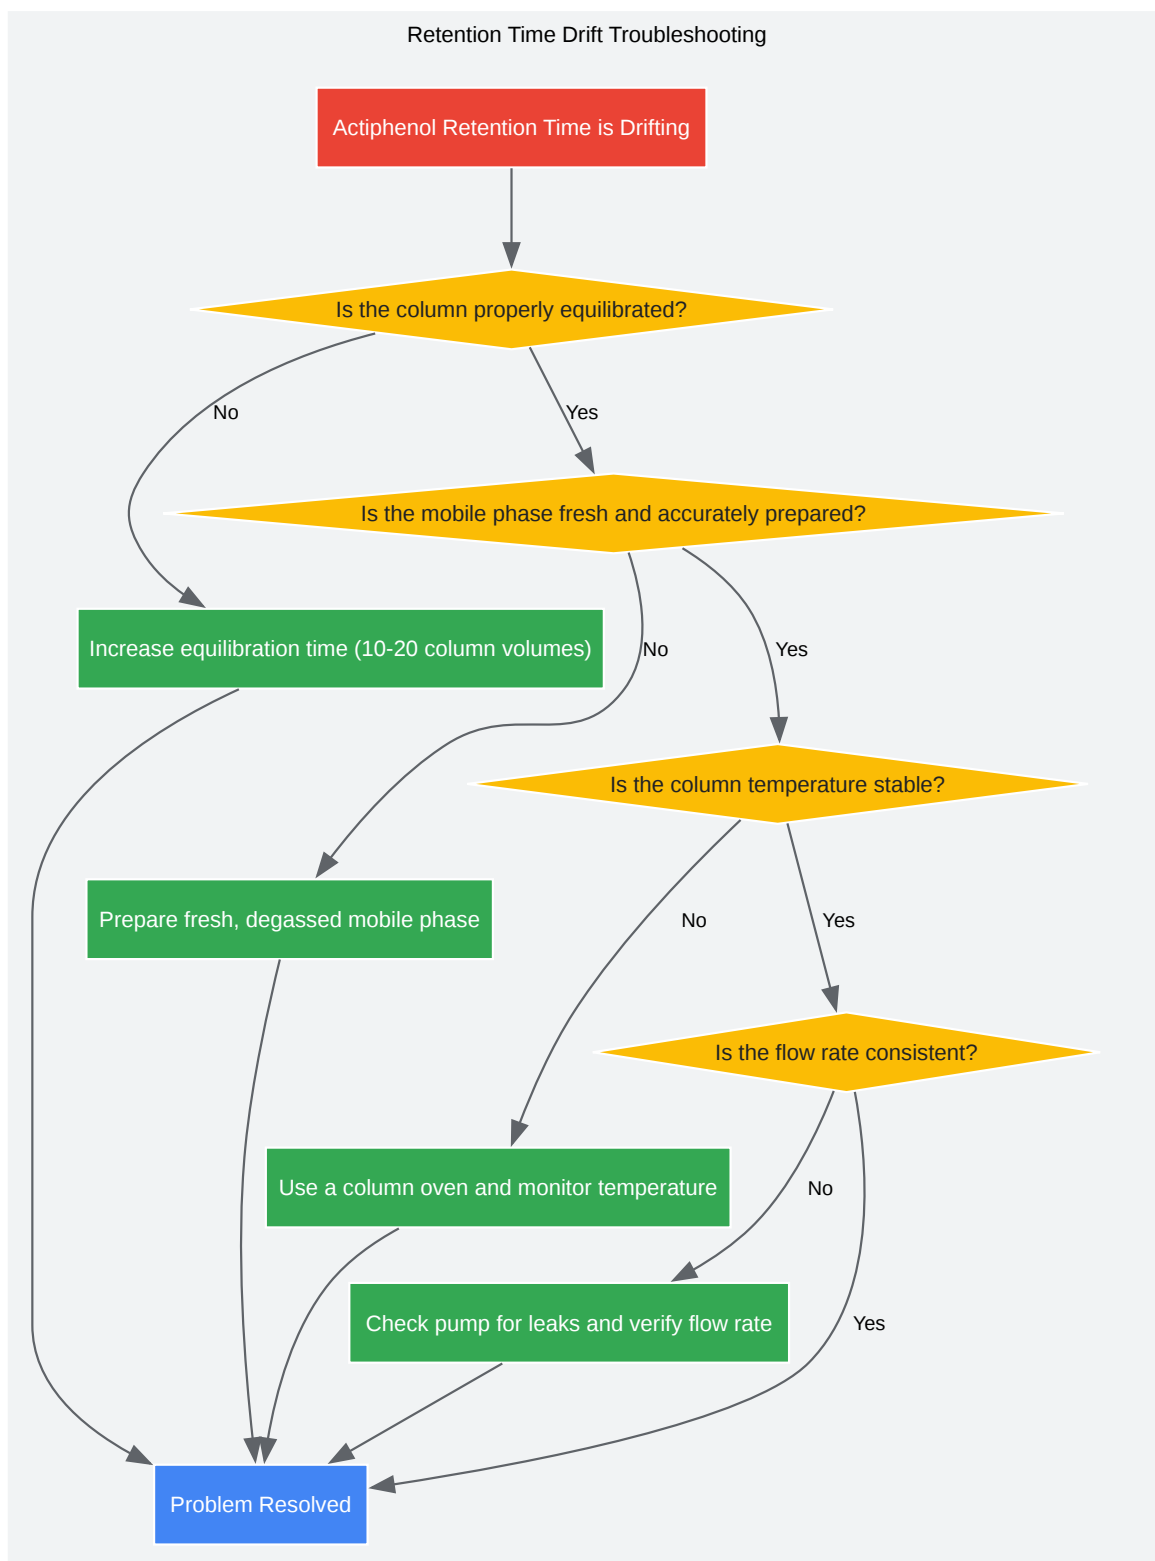 Retention Time Drift Troubleshooting
Actiphenol Retention Time is Drifting
Is the column properly equilibrated?
No
Yes
Is the mobile phase fresh and accurately prepared?
Increase equilibration time (10-20 column volumes)
No
Yes
Is the column temperature stable?
Prepare fresh, degassed mobile phase
No
Yes
Is the flow rate consistent?
Use a column oven and monitor temperature
No
Check pump for leaks and verify flow rate
Yes
Problem Resolved